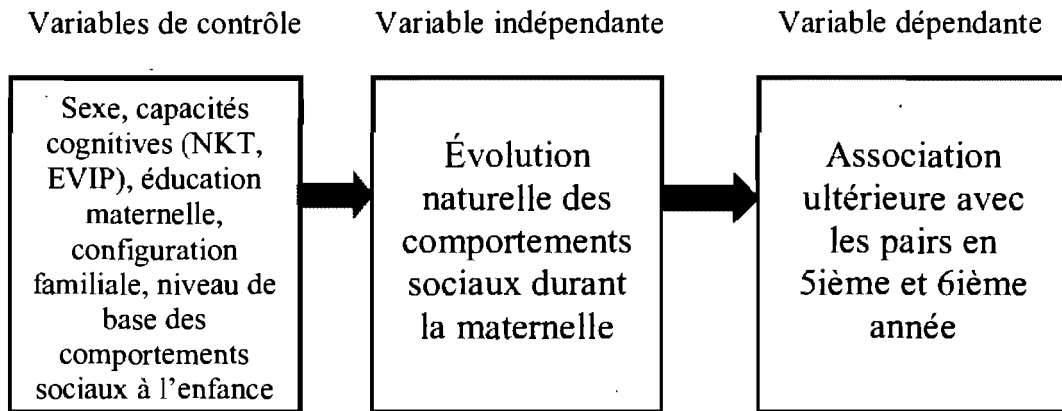 Variables de contrôle
Variable indépendante
Variable dépendante
Sexe, capacités
cognitives (NKT,
EVIP), éducation
maternelle,
configuration
familiale, niveau de
base des
comportements
sociaux à l'enfance
Évolution
naturelle des
comportements
sociaux durant
la maternelle
Association
ultérieure avec
les pairs en
5ième et 6ième
année